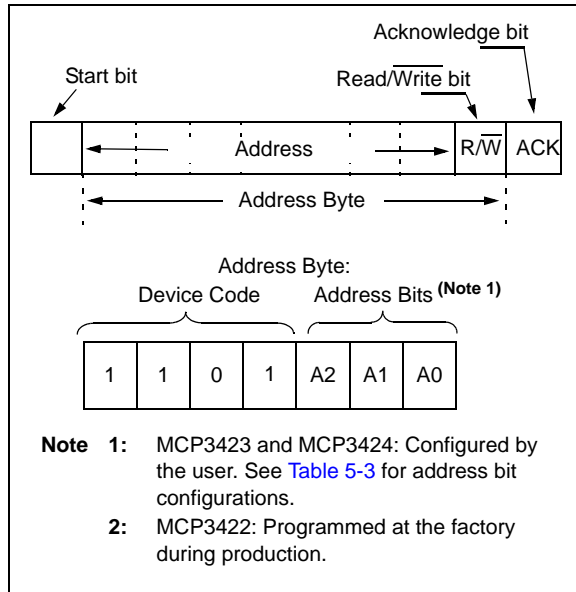 Acknowledge bit
Start bit
Read/Write bit
Address
R/W
ACK
Address Byte
Address Byte:
Device Code
Address Bits (Note 1)
1 1 0 1 A2 A1 A0
Note 1: MCP3423 and MCP3424: Configured by
the user. See Table 5-3 for address bit
configurations.
2: MCP3422: Programmed at the factory
during production.